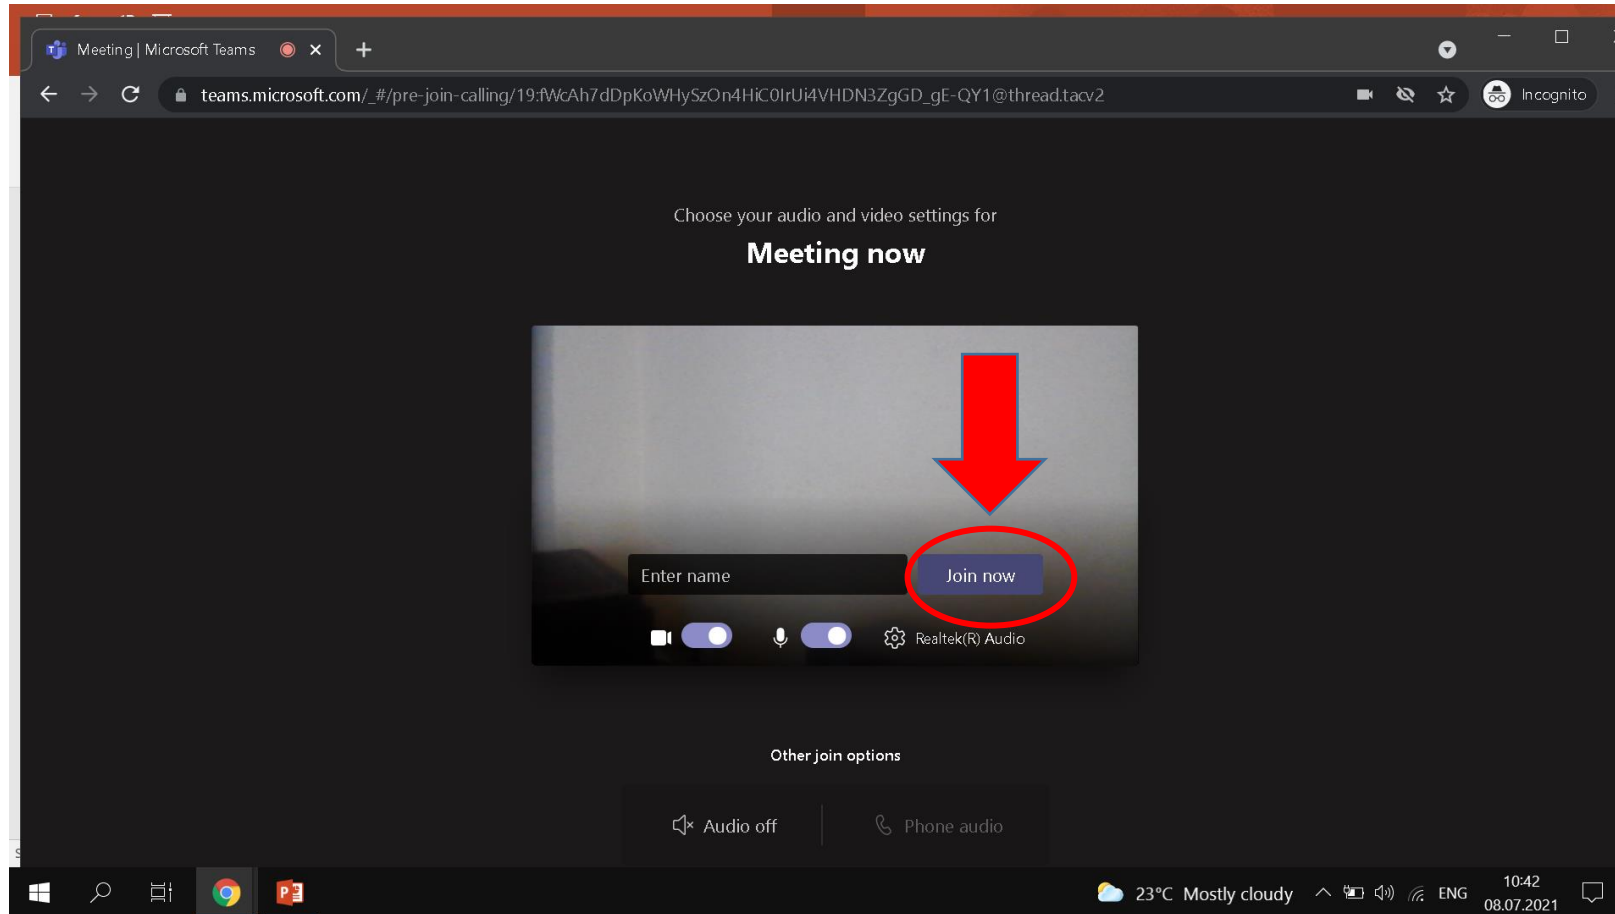 Meeting | Microsoft Teams
teams.microsoft.com/_#/pre-join-calling/19:fWcAh7dDpKoWHySzOn4HiC0IrUi4VHDN3ZgGD_gE-QY1@thread.tacv2
Incognito
Choose your audio and video settings for
Meeting now
Enter name
Join now
Realtek(R) Audio
Other join options
Audio off
Phone audio
23°C Mostly cloudy
ENG
10:42
08.07.2021